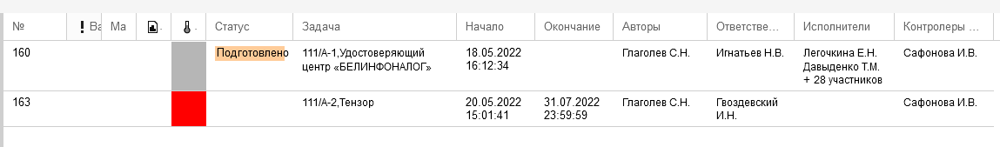 № Ва Ма . . Статус Задача Начало Окончание Авторы Ответстве... Исполнители Контролеры ...
160 Подготовлено 111/А-1,Удостоверяющий 18.05.2022 Глаголев С.Н. Игнатьев Н.В. Легочкина Е.Н. Сафонова И.В.
центр «БЕЛИНФОНАЛОГ» 16:12:34 Давыденко Т.М.
+ 28 участников
163 111/А-2,Тензор 20.05.2022 31.07.2022 Глаголев С.Н. Гвоздевский Сафонова И.В.
15:01:41 23:59:59 И.Н.